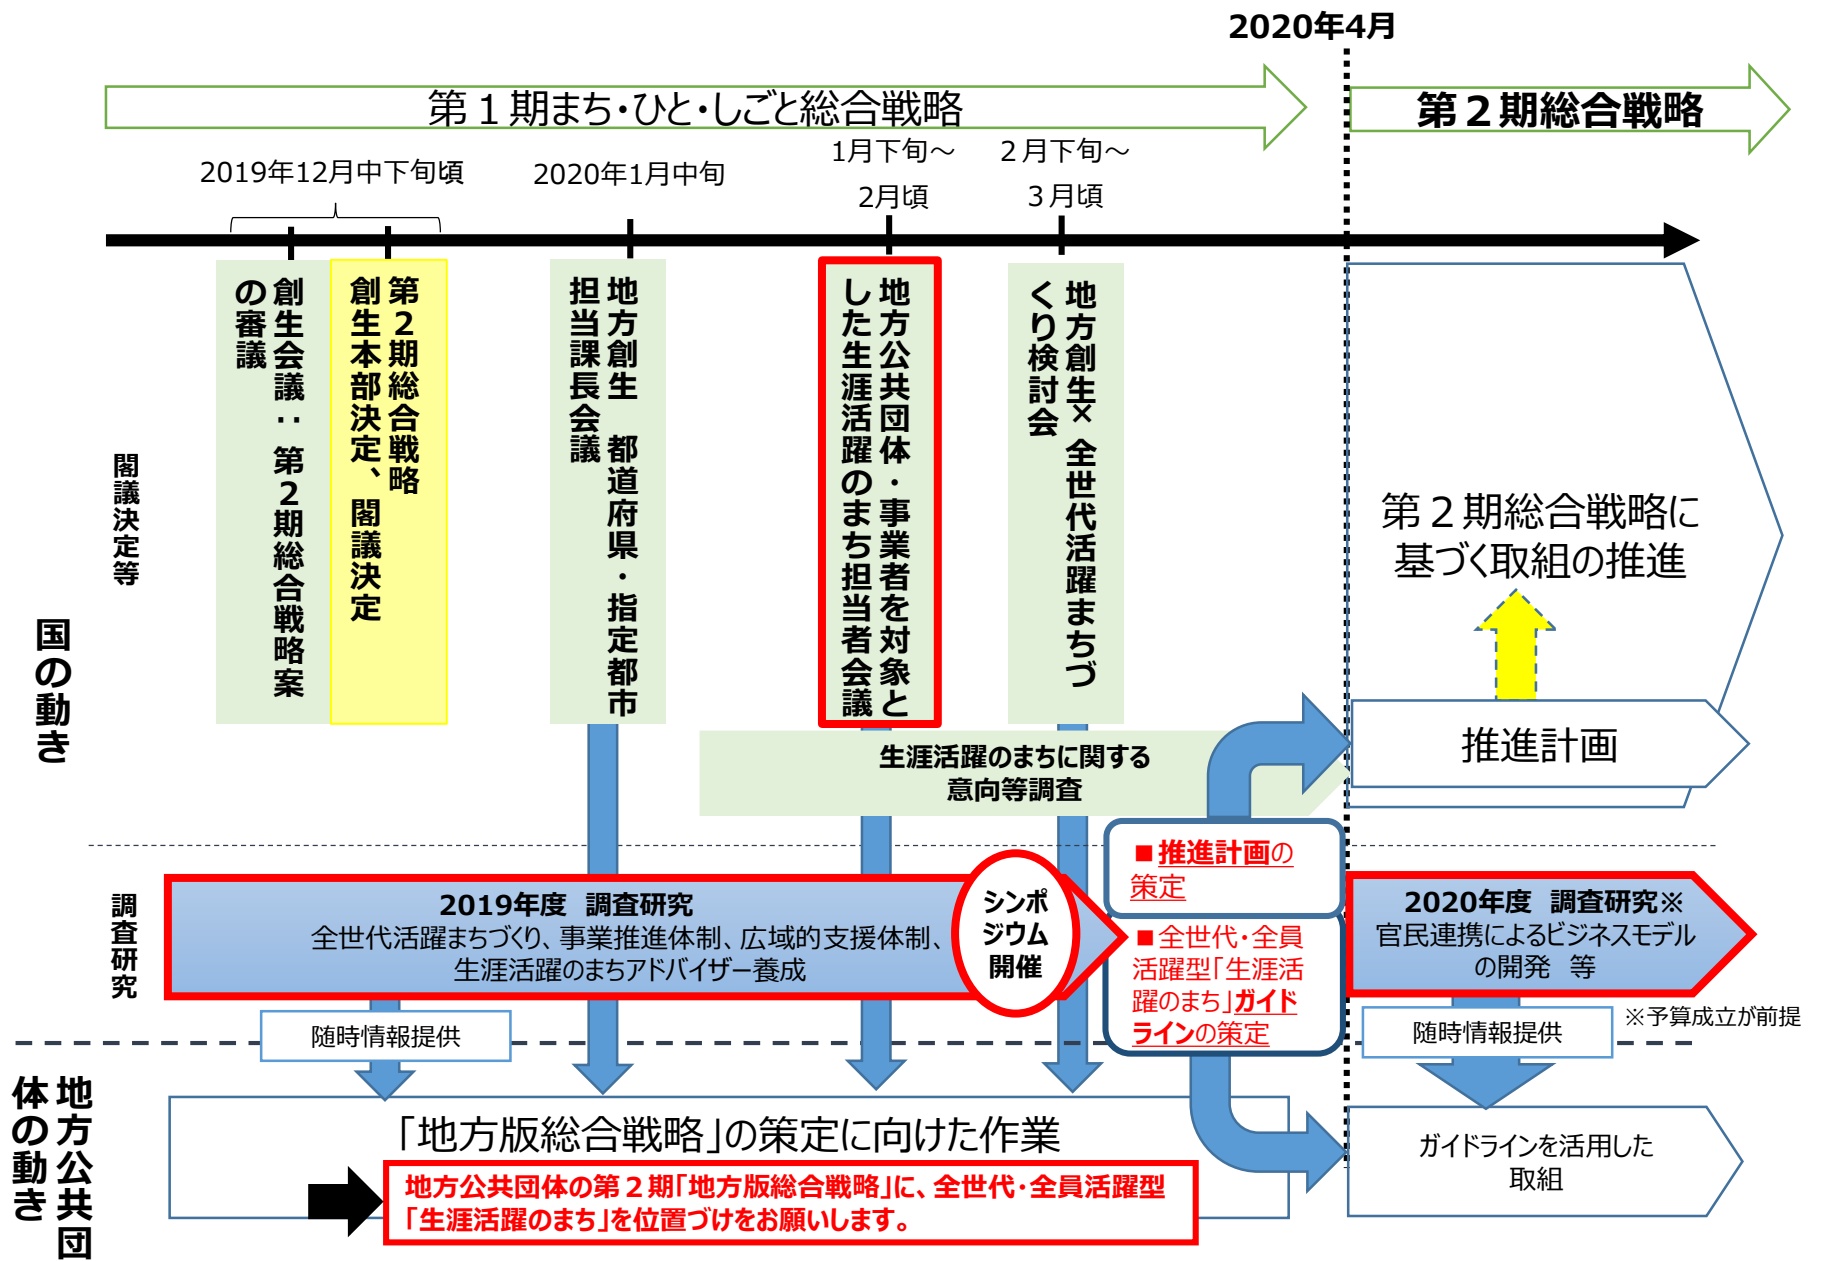 2020年4月
第１期まち・ひと・しごと総合戦略
第２期総合戦略
2019年12月中下旬頃
2020年1月中旬
1月下旬～
2月頃
２月下旬～
３月頃
国の動き
閣議決定等
創生会議：第２期総合戦略案
の審議
第２期総合戦略
創生本部決定、閣議決定
地方創生　都道府県・指定都市
担当課長会議
地方公共団体・事業者を対象と
した生涯活躍のまち担当者会議
地方創生×全世代活躍まちづ
くり検討会
第２期総合戦略に
基づく取組の推進
推進計画
生涯活躍のまちに関する
意向等調査
調査研究
2019年度　調査研究
全世代活躍まちづくり、事業推進体制、広域的支援体制、
生涯活躍のまちアドバイザー養成
シンポ
ジウム
開催
■推進計画の
策定
■全世代・全員
活躍型「生涯活
躍のまち」ガイド
ラインの策定
2020年度　調査研究※
官民連携によるビジネスモデル
の開発　等
※予算成立が前提
随時情報提供
随時情報提供
地方公共団
体の動き
「地方版総合戦略」の策定に向けた作業
地方公共団体の第２期「地方版総合戦略」に、全世代・全員活躍型
「生涯活躍のまち」を位置づけをお願いします。
ガイドラインを活用した
取組